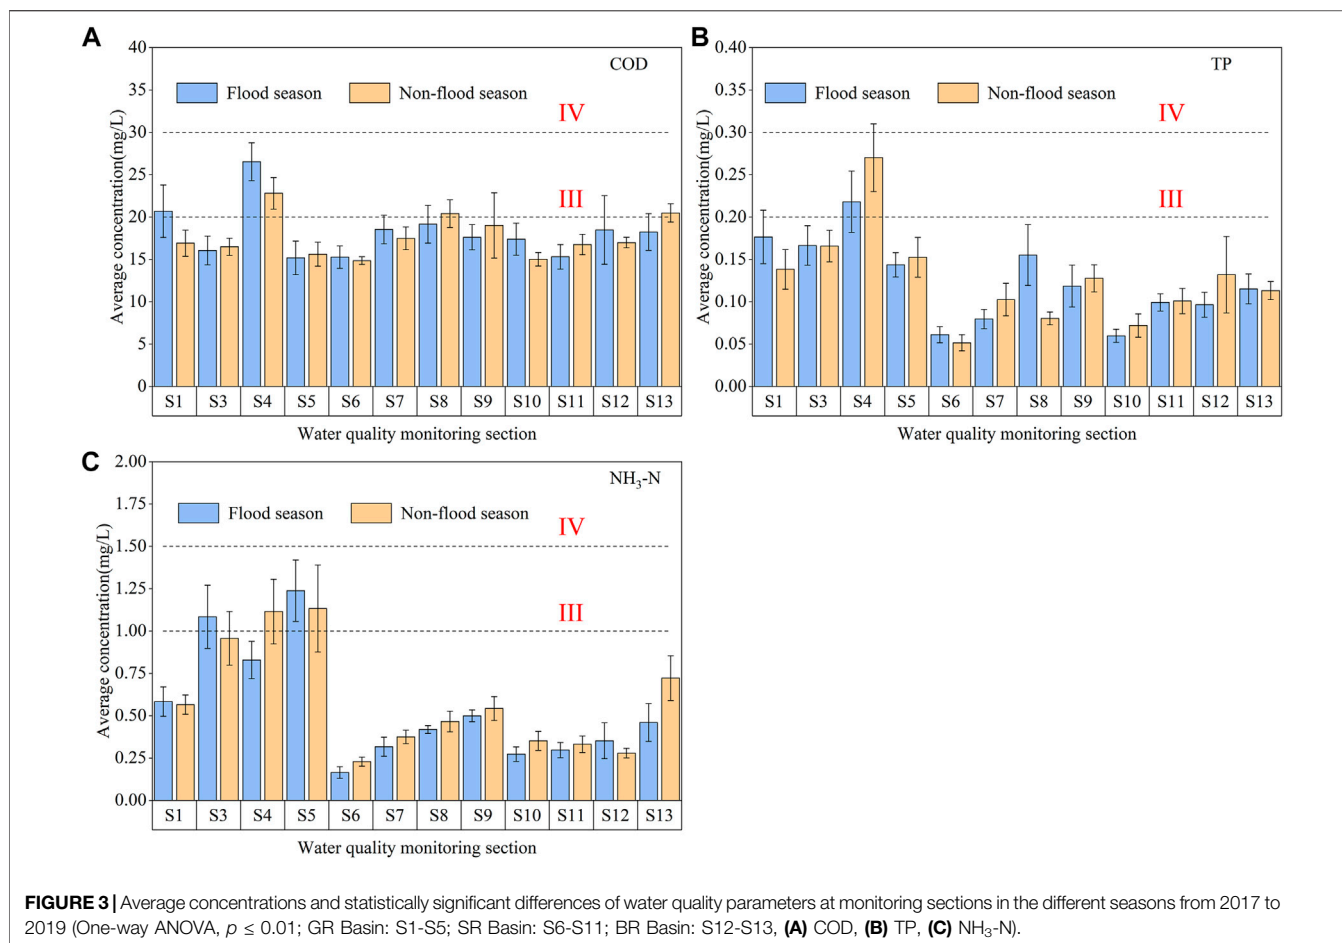 A
COD
Flood season
Non-flood season
IV
III
40
35
30
25
20
15
10
5
0
Average concentration(mg/L)
S1 S3 S4 S5 S6 S7 S8 S9 S10 S11 S12 S13
Water quality monitoring section
B
TP
Flood season
Non-flood season
IV
III
0.40
0.35
0.30
0.25
0.20
0.15
0.10
0.05
0.00
Average concentration(mg/L)
S1 S3 S4 S5 S6 S7 S8 S9 S10 S11 S12 S13
Water quality monitoring section
C
NH₃-N
Flood season
Non-flood season
IV
III
2.00
1.75
1.50
1.25
1.00
0.75
0.50
0.25
0.00
Average concentration(mg/L)
S1 S3 S4 S5 S6 S7 S8 S9 S10 S11 S12 S13
Water quality monitoring section
FIGURE 3 | Average concentrations and statistically significant differences of water quality parameters at monitoring sections in the different seasons from 2017 to
2019 (One-way ANOVA, p ≤ 0.01; GR Basin: S1-S5; SR Basin: S6-S11; BR Basin: S12-S13, (A) COD, (B) TP, (C) NH₃-N).